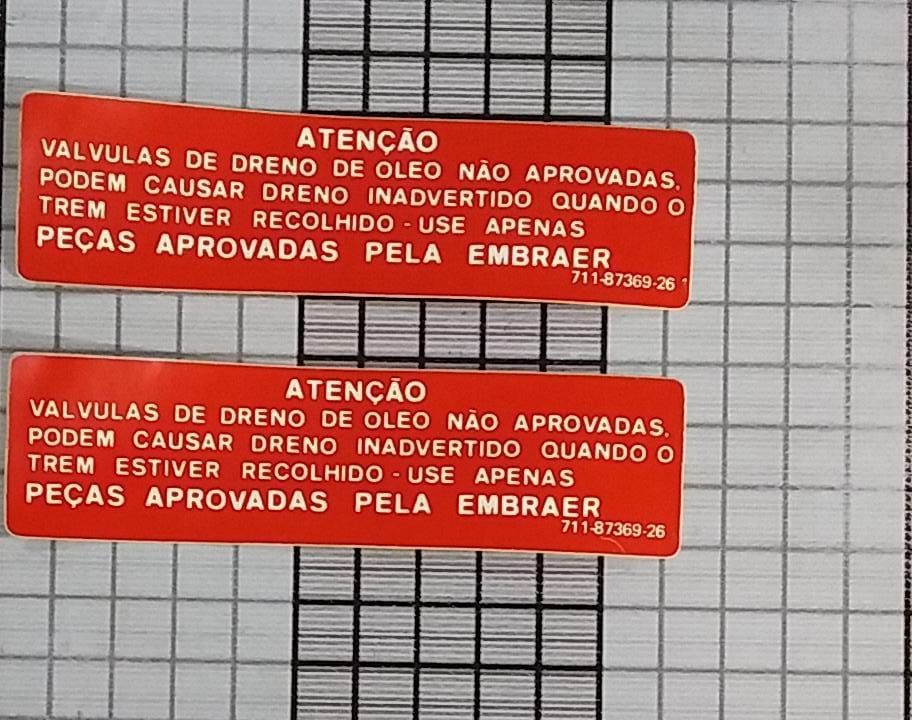 ATENÇÃO
VALVULAS DE DRENO DE OLEO NÃO APROVADAS,
PODEM CAUSAR DRENO INADVERTIDO QUANDO O
TREM ESTIVER RECOLHIDO - USE APENAS
PEÇAS APROVADAS PELA EMBRAER
711-87369-26
ATENÇÃO
VALVULAS DE DRENO DE OLEO NÃO APROVADAS,
PODEM CAUSAR DRENO INADVERTIDO QUANDO O
TREM ESTIVER RECOLHIDO - USE APENAS
PEÇAS APROVADAS PELA EMBRAER
711-87369-26